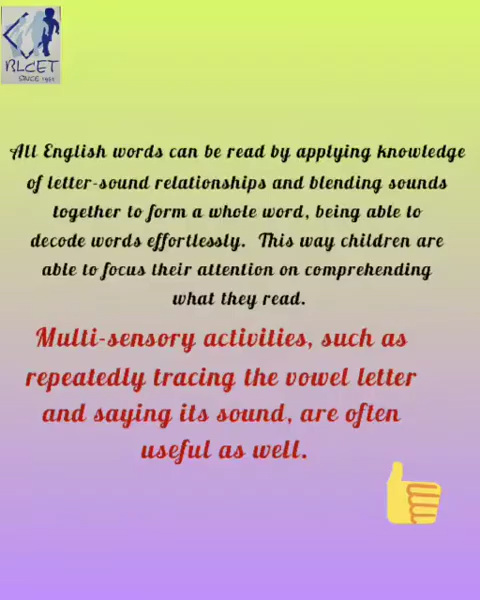 BLCET
SINCE
All English words can be read by applying knowledge
of letter-sound relationships and blending sounds
together to form a whole word, being able to
decode words effortlessly. This way children are
able to focus their attention on comprehending
what they read.
Multi-sensory activities, such as
repeatedly tracing the vowel letter
and saying its sound, are often
useful as well.